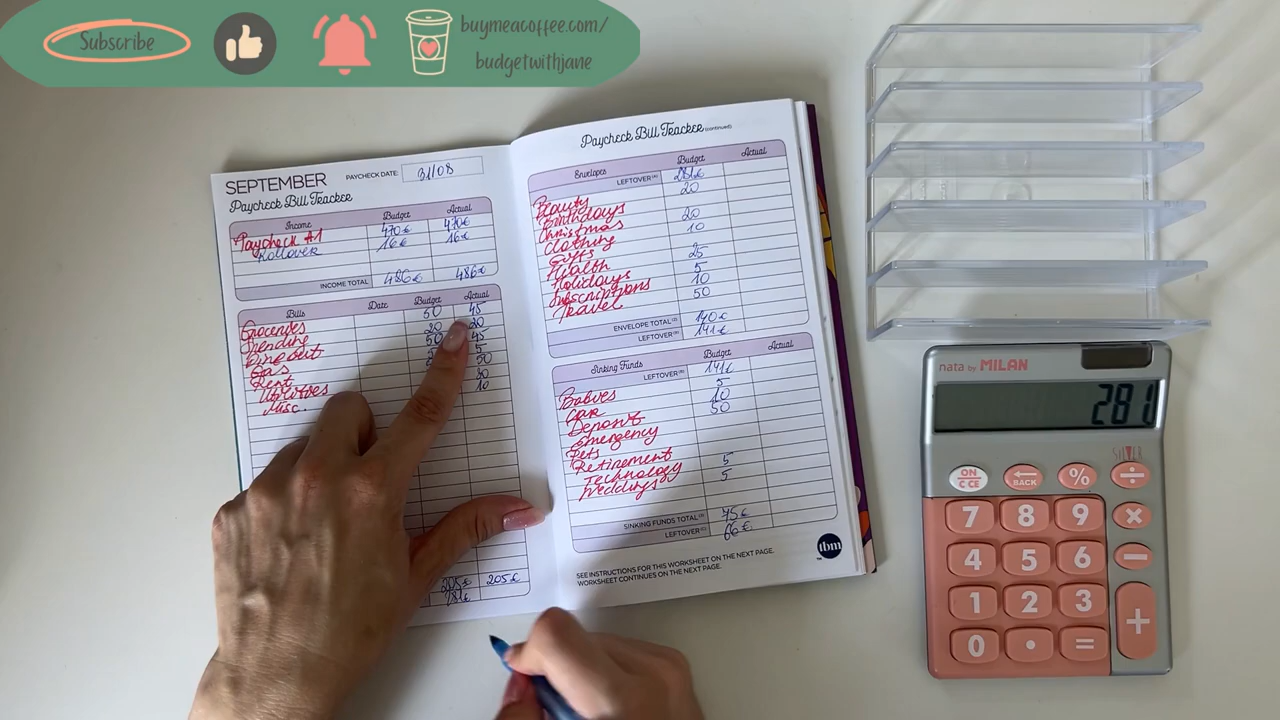 Subscribe
buymeacoffee.com/
budgetwithjane
SEPTEMBER
PAYCHECK DATE: 31/08
Paycheck Bill Tracker
Income Budget Actual
Paycheck #1 470€ 470€
Rollover 16€ 16€
INCOME TOTAL 486€ 486€
Bills Date Budget Actual
Groceries 50 45
Spending 20 20
Dine out 50 45
Gas 5
Rent 50
Utilities 30
Misc. 10
205€ 205€
281€
Paycheck Bill Tracker (continued)
Envelopes Budget Actual
LEFTOVER 281€
Beauty 20
Birthdays
Christmas 20
Clothing 10
Gifts
Health 25
Holidays 5
Subscriptions 10
Travel 50
ENVELOPE TOTAL 140€
LEFTOVER 141€
Sinking Funds Budget Actual
LEFTOVER 141€
Babies 5
Car 10
Deposit 50
Emergency
Pets
Retirement 5
Technology 5
Weddings
SINKING FUNDS TOTAL 75€
LEFTOVER 66€
SEE INSTRUCTIONS FOR THIS WORKSHEET ON THE NEXT PAGE.
WORKSHEET CONTINUES ON THE NEXT PAGE.
tbm
nata by MILAN
281
SILVER
ON/C CE BACK % ÷
7 8 9 ×
4 5 6 −
1 2 3 +
0 . =